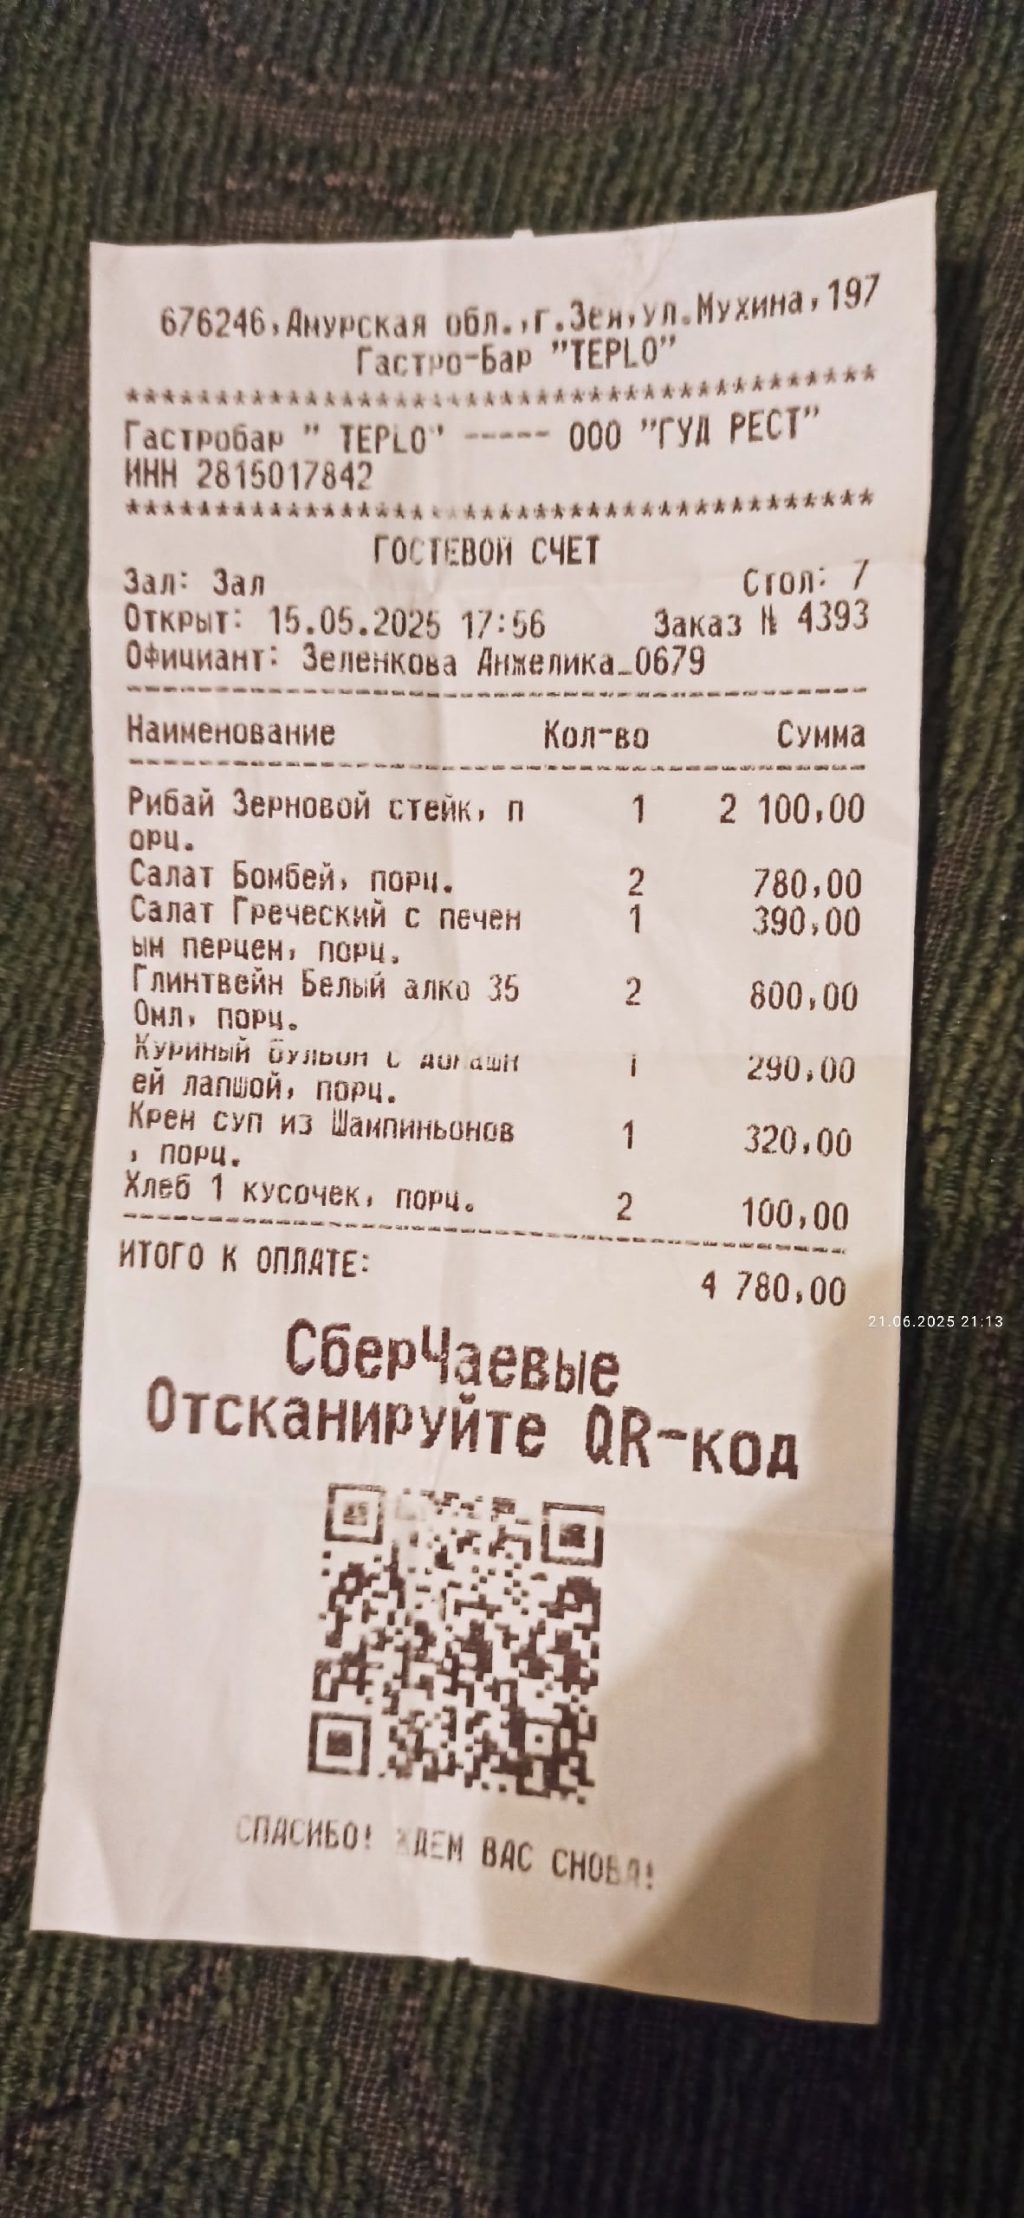 676246,Амурская обл.,г.Зея,ул.Мухина,197
Гастро-Бар "TEPLO"
******************************************
Гастробар " TEPLO" ----- ООО "ГУД РЕСТ"
ИНН 2815017842
******************************************
ГОСТЕВОЙ СЧЕТ
Зал: Зал Стол: 7
Открыт: 15.05.2025 17:56 Заказ № 4393
Официант: Зеленкова Анжелика_0679
Наименование Кол-во Сумма
Рибай Зерновой стейк, п 1 2 100,00
орц.
Салат Бомбей, порц. 2 780,00
Салат Греческий с печен 1 390,00
ым перцем, порц.
Глинтвейн Белый алко 35 2 800,00
0мл, порц.
Куриный бульон с домашн 1 290,00
ей лапшой, порц.
Крем суп из Шампиньонов 1 320,00
, порц.
Хлеб 1 кусочек, порц. 2 100,00
ИТОГО К ОПЛАТЕ: 4 780,00
21.06.2025 21:13
СберЧаевые
Отсканируйте QR-код
СПАСИБО! ЖДЕМ ВАС СНОВА!